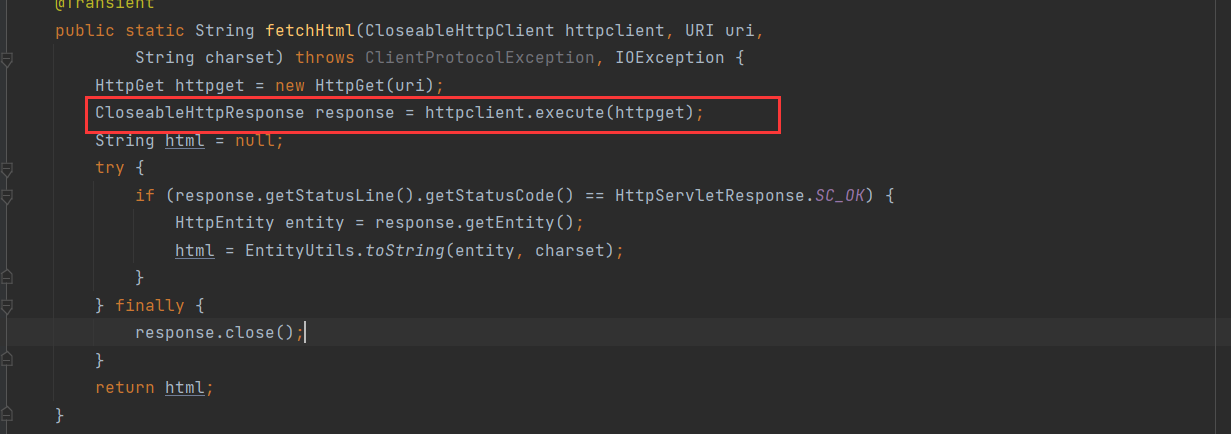 @Transient
public static String fetchHtml(CloseableHttpClient httpclient, URI uri,
String charset) throws ClientProtocolException, IOException {
HttpGet httpget = new HttpGet(uri);
CloseableHttpResponse response = httpclient.execute(httpget);
String html = null;
try {
if (response.getStatusLine().getStatusCode() == HttpServletResponse.SC_OK) {
HttpEntity entity = response.getEntity();
html = EntityUtils.toString(entity, charset);
}
} finally {
response.close();
}
return html;
}